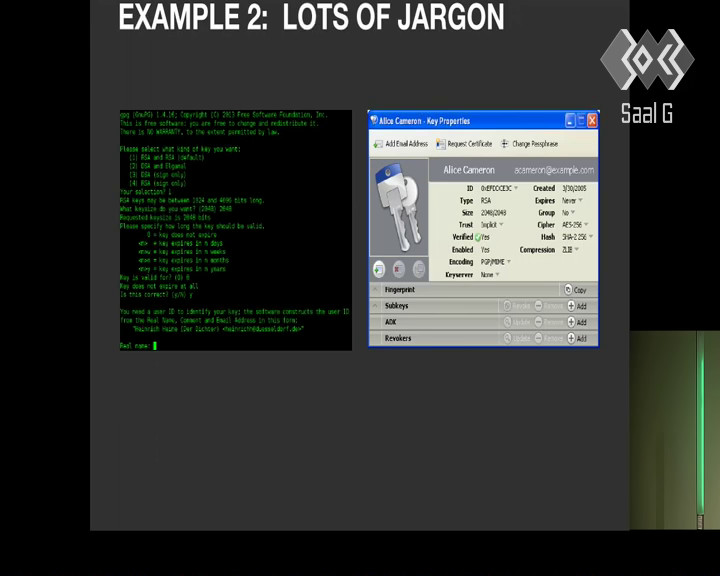 EXAMPLE 2: LOTS OF JARGON
Saal G
gpg (GnuPG) 1.4.16; Copyright (C) 2013 Free Software Foundation, Inc.
This is free software: you are free to change and redistribute it.
There is NO WARRANTY, to the extent permitted by law.
Please select what kind of key you want:
(1) RSA and RSA (default)
(2) DSA and Elgamal
(3) DSA (sign only)
(4) RSA (sign only)
Your selection? 1
RSA keys may be between 1024 and 4096 bits long.
What keysize do you want? (2048) 2048
Requested keysize is 2048 bits
Please specify how long the key should be valid.
0 = key does not expire
<n> = key expires in n days
<n>w = key expires in n weeks
<n>m = key expires in n months
<n>y = key expires in n years
Key is valid for? (0) 0
Key does not expire at all
Is this correct? (y/N) y
You need a user ID to identify your key; the software constructs the user ID
from the Real Name, Comment and Email Address in this form:
"Heinrich Heine (Der Dichter) <heinrichh@duesseldorf.de>"
Real name:
Alice Cameron - Key Properties
Add Email Address Request Certificate Change Passphrase
Alice Cameron acameron@example.com
ID Created 3/30/2005
Type RSA Expires Never
Size 2048/2048 Group No
Trust Implicit Cipher AES-256
Verified Yes Hash SHA-2 256
Enabled Yes Compression ZLIB
Encoding PGP/MIME
Keyserver None
Fingerprint Copy
Subkeys Revoke Remove Add
ADK Update Remove Add
Revokers Update Remove Add